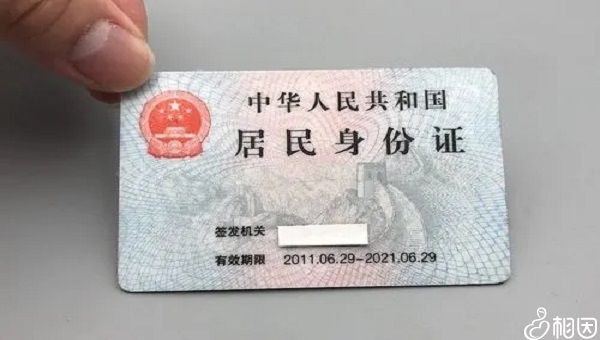 中华人民共和国
居民身份证
签发机关
有效期限 2011.06.29-2021.06.29
相因